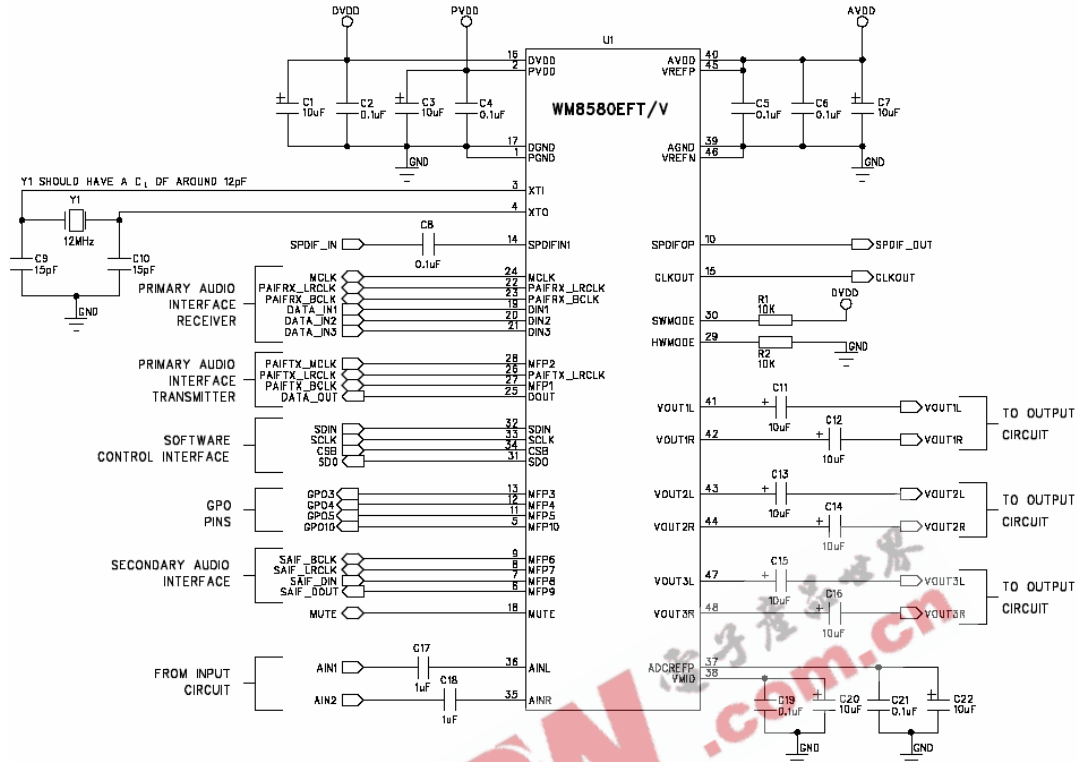 DVDD
PVDD
AVDD
U1
WM8580EFT/V
16 DVDD
2 PVDD
17 DGND
1 PGND
AVDD 40
VREFP 45
AGND 39
VREFN 46
C1
10uF
C2
0.1uF
C3
10uF
C4
0.1uF
GND
C5
0.1uF
C6
0.1uF
C7
10uF
GND
Y1 SHOULD HAVE A CL OF AROUND 12pF
3 XTI
4 XTO
Y1
12MHz
C9
15pF
C10
15pF
GND
SPDIF_IN
C8
0.1uF
14 SPDIFIN1
SPDIFOP 10 SPDIF_OUT
CLKOUT 15 CLKOUT
PRIMARY AUDIO
INTERFACE
RECEIVER
MCLK 24 MCLK
PAIFRX_LRCLK 22 PAIFRX_LRCLK
PAIFRX_BCLK 23 PAIFRX_BCLK
DATA_IN1 19 DIN1
DATA_IN2 20 DIN2
DATA_IN3 21 DIN3
DVDD
R1
10K
SWMODE 30
HWMODE 29
R2
10K
GND
PRIMARY AUDIO
INTERFACE
TRANSMITTER
PAIFTX_MCLK 28 MFP2
PAIFTX_LRCLK 26 PAIFTX_LRCLK
PAIFTX_BCLK 27 MFP1
DATA_OUT 25 DOUT
SOFTWARE
CONTROL INTERFACE
SDIN 32 SDIN
SCLK 33 SCLK
CSB 34 CSB
SDO 31 SDO
GPO
PINS
GPO3 13 MFP3
GPO4 12 MFP4
GPO5 11 MFP5
GPO10 5 MFP10
SECONDARY AUDIO
INTERFACE
SAIF_BCLK 9 MFP6
SAIF_LRCLK 8 MFP7
SAIF_DIN 7 MFP8
SAIF_DOUT 6 MFP9
MUTE 18 MUTE
FROM INPUT
CIRCUIT
AIN1
C17
1uF
36 AINL
AIN2
C18
1uF
35 AINR
VOUT1L 41
C11
10uF
VOUT1L
VOUT1R 42
C12
10uF
VOUT1R
TO OUTPUT
CIRCUIT
VOUT2L 43
C13
10uF
VOUT2L
VOUT2R 44
C14
10uF
VOUT2R
TO OUTPUT
CIRCUIT
VOUT3L 47
C15
10uF
VOUT3L
VOUT3R 48
C16
10uF
VOUT3R
TO OUTPUT
CIRCUIT
ADCREFP 37
VMID 38
C19
0.1uF
C20
10uF
C21
0.1uF
C22
10uF
GND
GND
電子產品世界
.com.cn